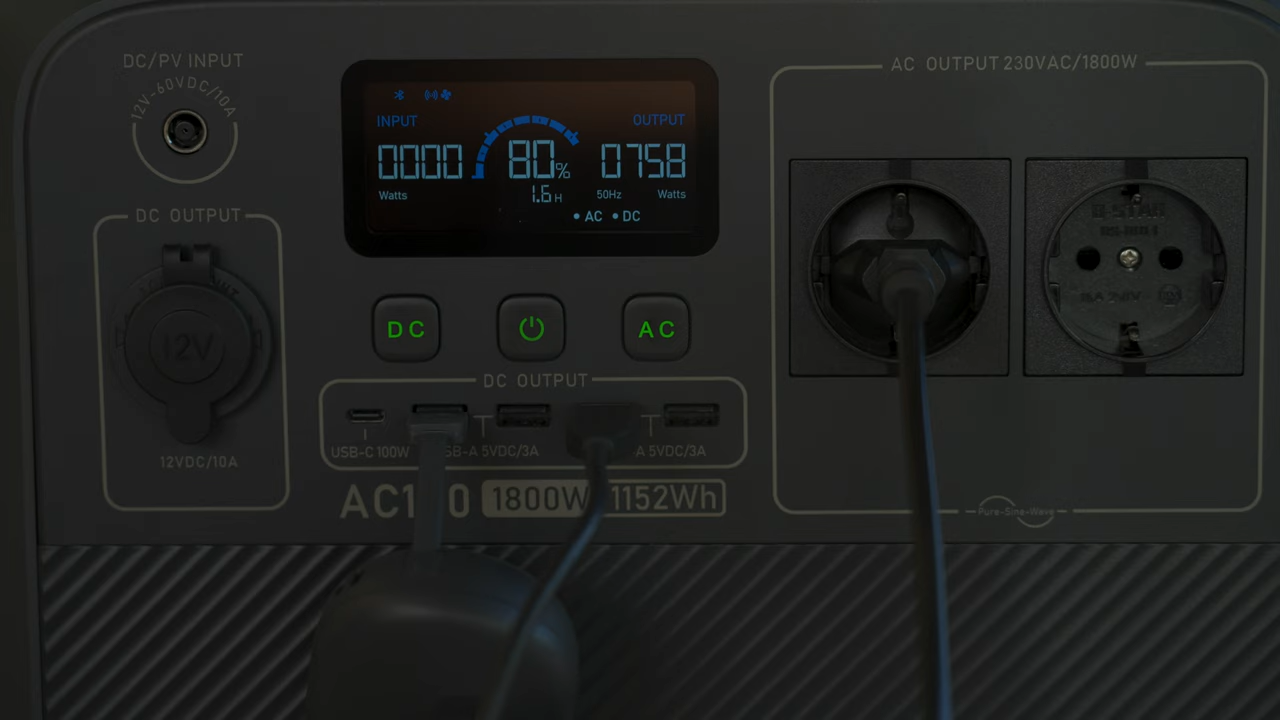 DC/PV INPUT
12V-60VDC/10A
INPUT
OUTPUT
0000
80%
0758
Watts
1.6H
50Hz
Watts
• AC • DC
AC OUTPUT 230VAC/1800W
DC OUTPUT
12V
12VDC/10A
DC
AC
DC OUTPUT
USB-C 100W
SB-A 5VDC/3A
A 5VDC/3A
1800W
1152Wh
Pure-Sine-Wave